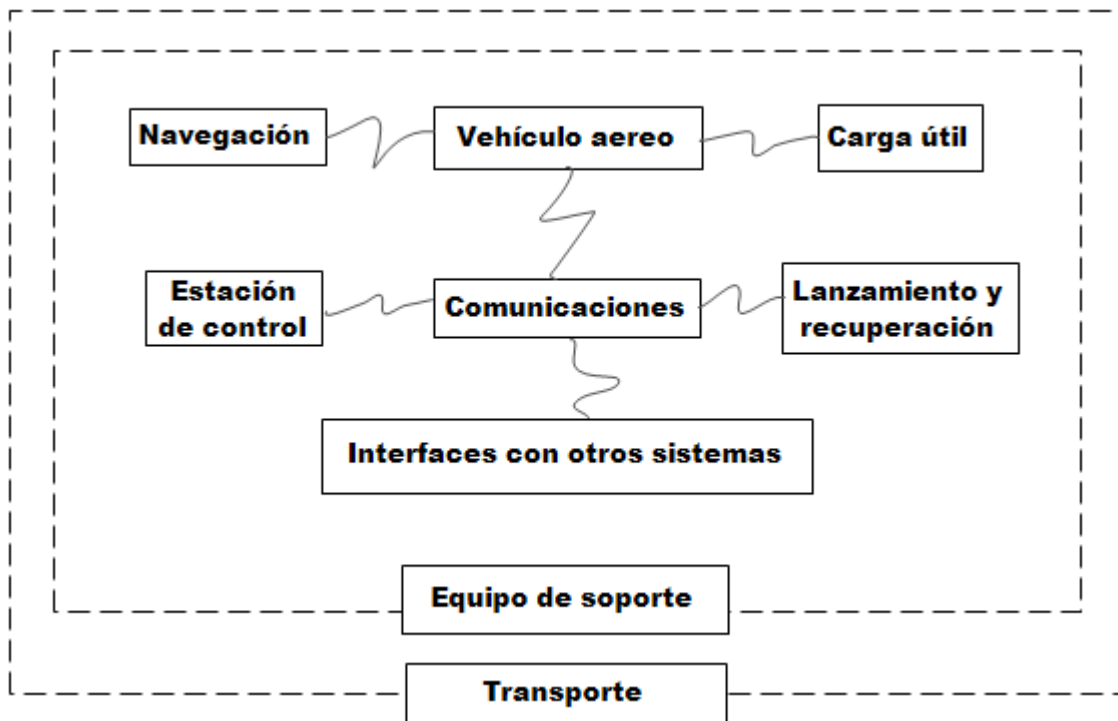 Navegación
Vehículo aereo
Carga útil
Estación
de control
Comunicaciones
Lanzamiento y
recuperación
Interfaces con otros sistemas
Equipo de soporte
Transporte